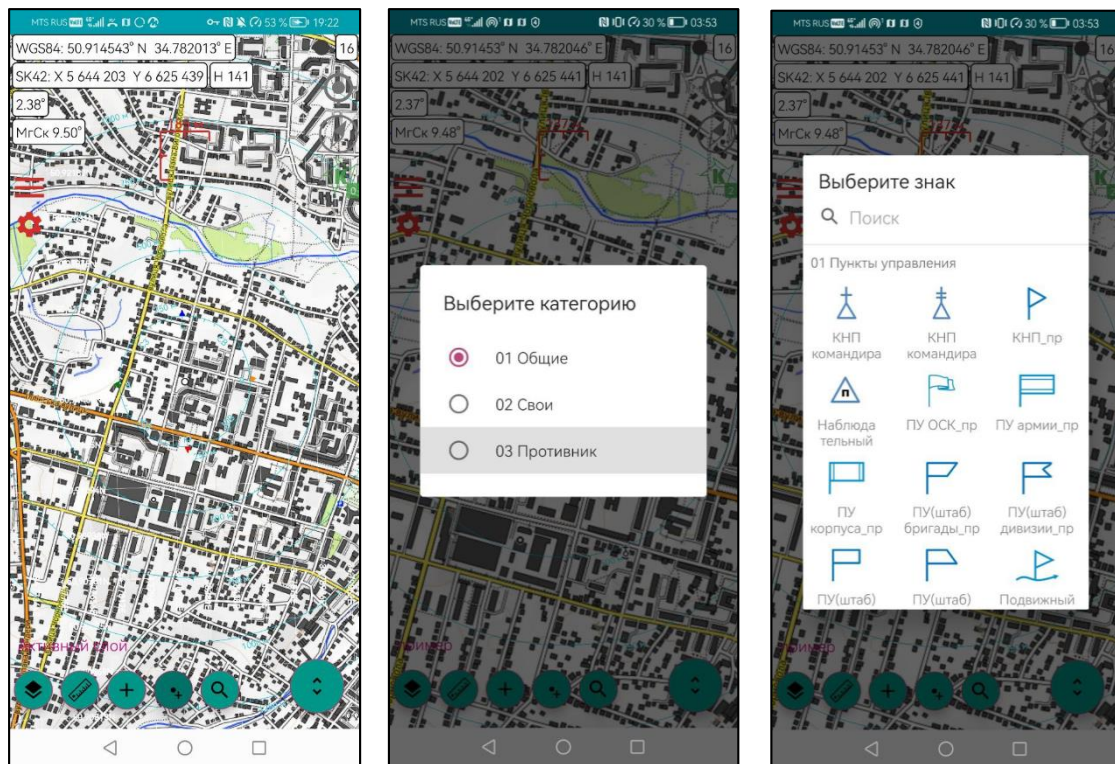 MTS RUS
53 %
19:22
WGS84: 50.914543° N 34.782013° E
16
SK42: X 5 644 203 Y 6 625 439
H 141
2.38°
МгСк 9.50°
K
0
активный слой
MTS RUS
30 %
03:53
WGS84: 50.91453° N 34.782046° E
16
SK42: X 5 644 202 Y 6 625 441
H 141
2.37°
МгСк 9.48°
K
Выберите категорию
01 Общие
02 Свои
03 Противник
MTS RUS
30 %
03:53
WGS84: 50.91453° N 34.782046° E
16
SK42: X 5 644 202 Y 6 625 441
H 141
2.37°
МгСк 9.48°
Выберите знак
Поиск
01 Пункты управления
КНП КНП КНП_пр
командира командира
п
Наблюда ПУ ОСК_пр ПУ армии_пр
тельный
ПУ ПУ(штаб) ПУ(штаб)
корпуса_пр бригады_пр дивизии_пр
ПУ(штаб) ПУ(штаб) Подвижный